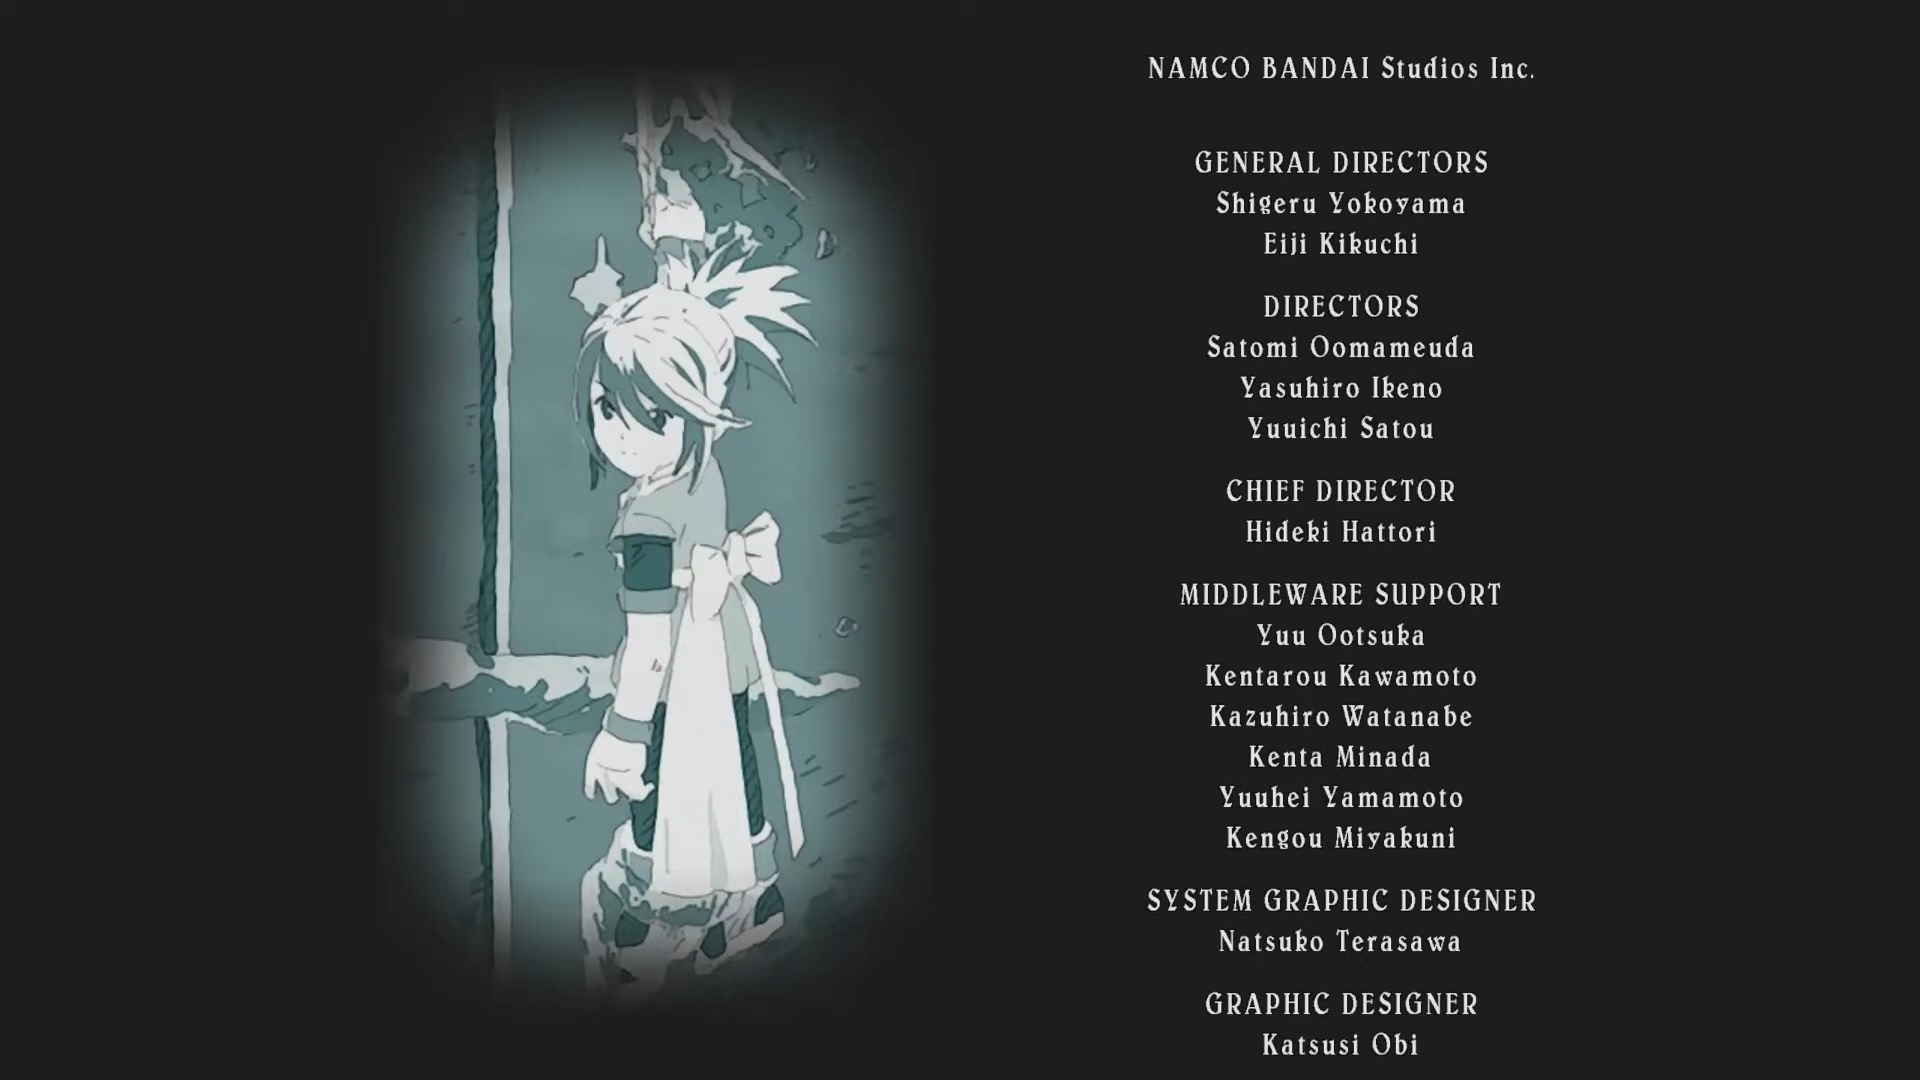 NAMCO BANDAI Studios Inc.
GENERAL DIRECTORS
Shigeru Yokoyama
Eiji Kikuchi
DIRECTORS
Satomi Oomameuda
Yasuhiro Ikeno
Yuuichi Satou
CHIEF DIRECTOR
Hideki Hattori
MIDDLEWARE SUPPORT
Yuu Ootsuka
Kentarou Kawamoto
Kazuhiro Watanabe
Kenta Minada
Yuuhei Yamamoto
Kengou Miyakuni
SYSTEM GRAPHIC DESIGNER
Natsuko Terasawa
GRAPHIC DESIGNER
Katsusi Obi